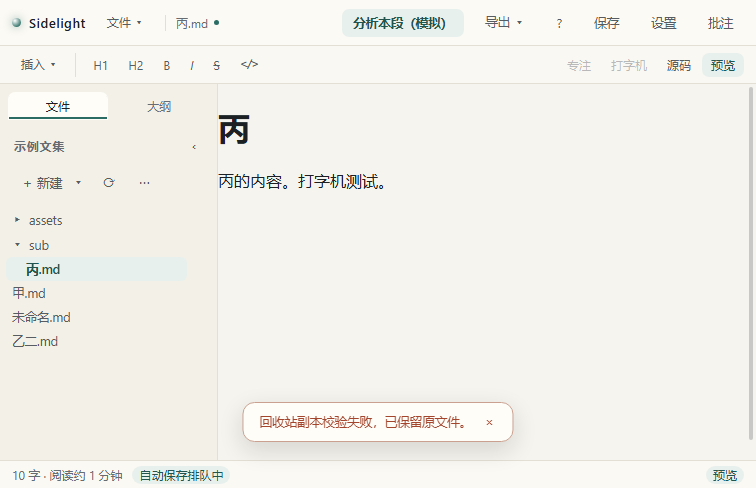 Sidelight 文件 丙.md 分析本段（模拟） 导出 ? 保存 设置 批注
插入 H1 H2 B I S </> 专注 打字机 源码 预览
文件 大纲
示例文集
+ 新建 ...
assets
sub
丙.md
甲.md
未命名.md
乙二.md
丙
丙的内容。打字机测试。
回收站副本校验失败，已保留原文件。 ×
10 字 · 阅读约 1 分钟 自动保存排队中 预览